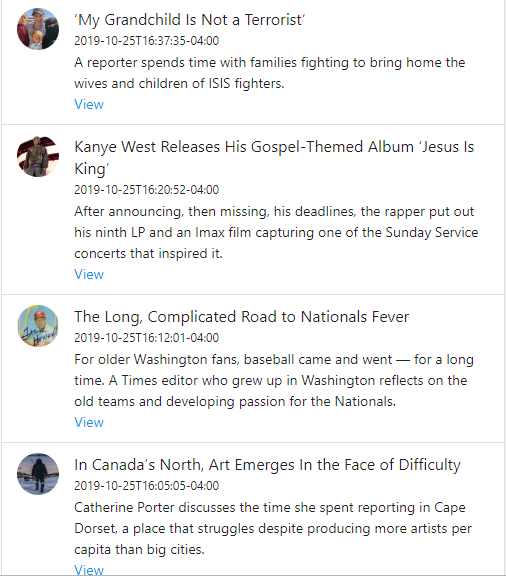 ‘My Grandchild Is Not a Terrorist’
2019-10-25T16:37:35-04:00
A reporter spends time with families fighting to bring home the
wives and children of ISIS fighters.
View
Kanye West Releases His Gospel-Themed Album ‘Jesus Is
King’
2019-10-25T16:20:52-04:00
After announcing, then missing, his deadlines, the rapper put out
his ninth LP and an Imax film capturing one of the Sunday Service
concerts that inspired it.
View
The Long, Complicated Road to Nationals Fever
2019-10-25T16:12:01-04:00
For older Washington fans, baseball came and went — for a long
time. A Times editor who grew up in Washington reflects on the
old teams and developing passion for the Nationals.
View
In Canada’s North, Art Emerges In the Face of Difficulty
2019-10-25T16:05:05-04:00
Catherine Porter discusses the time she spent reporting in Cape
Dorset, a place that struggles despite producing more artists per
capita than big cities.
View